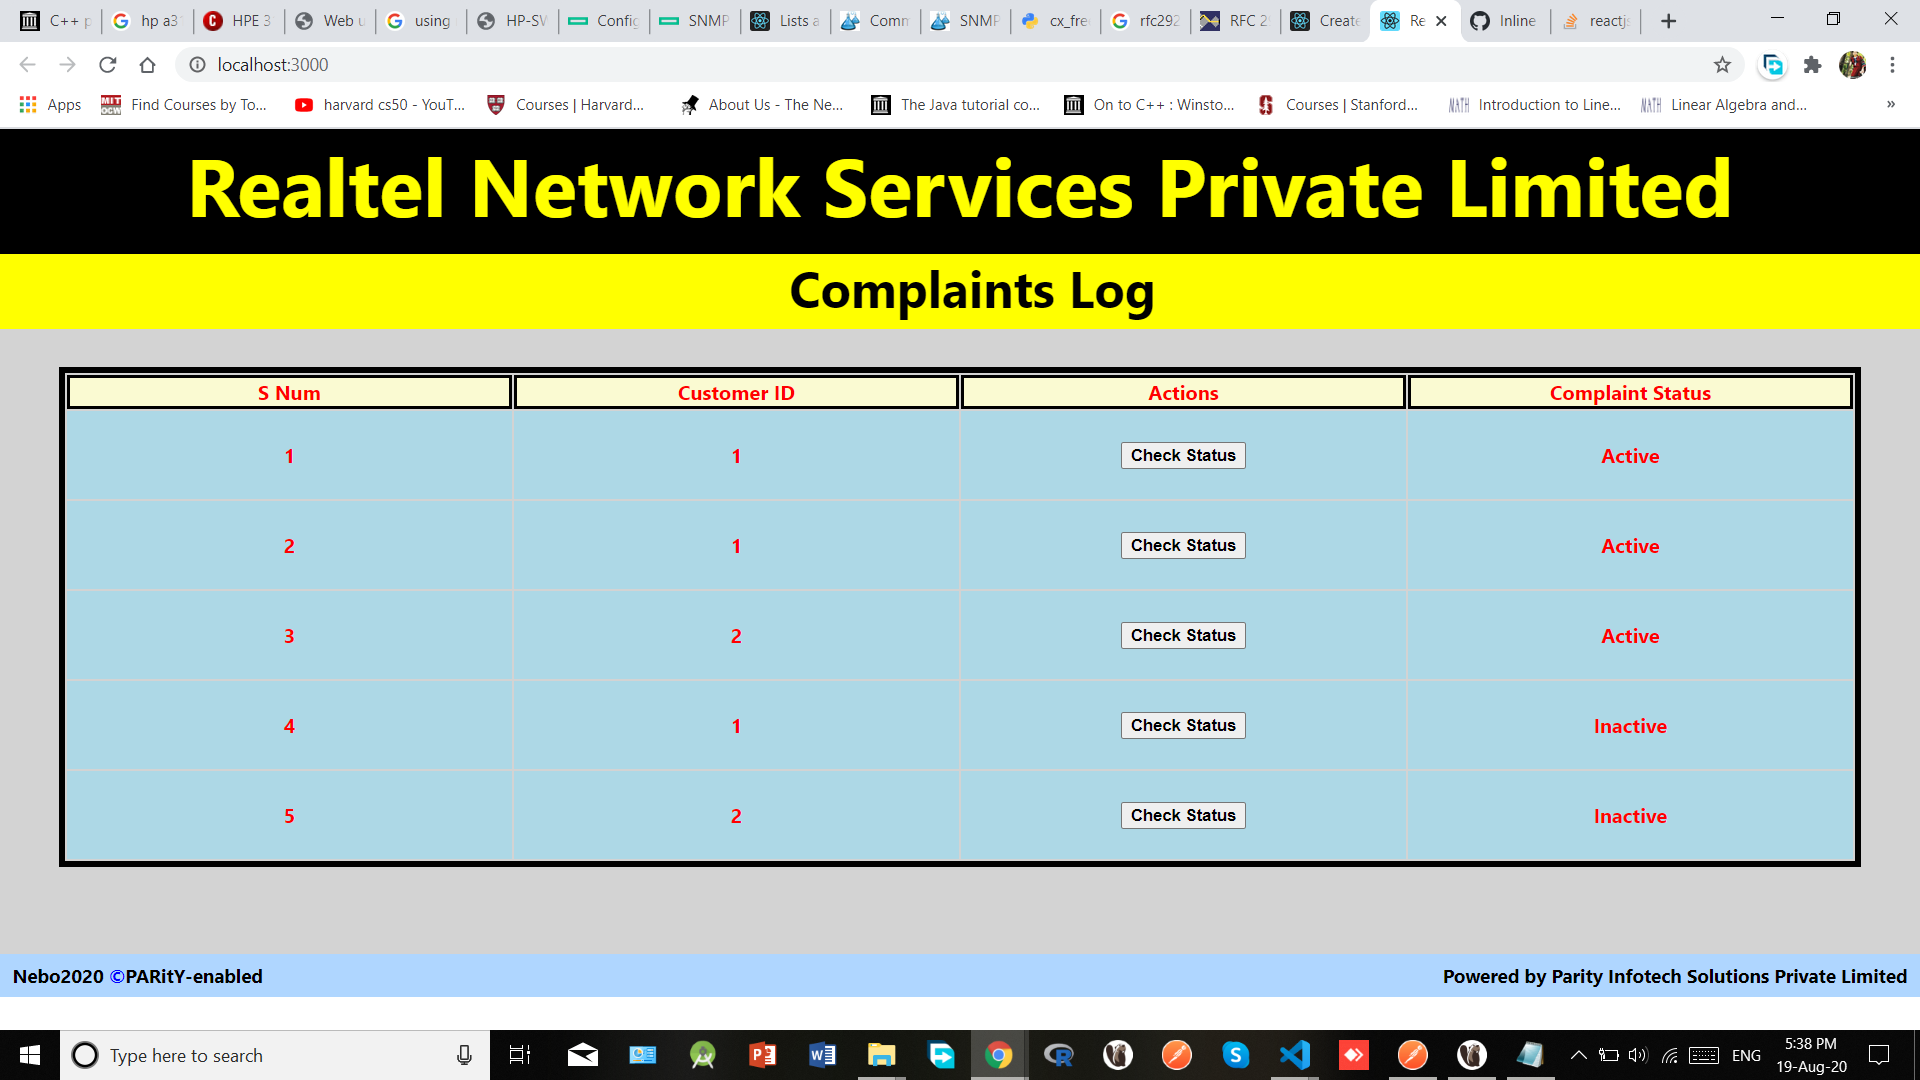 C++ p
hp a3
HPE 3
Web u
using
HP-SW
Config
SNMP
Lists a
Comm
SNMP
cx_fre
rfc292
RFC 2
Create
Re
Inline
reactjs
localhost:3000
Apps
MIT OCW
Find Courses by To...
harvard cs50 - YouT...
Courses | Harvard...
About Us - The Ne...
The Java tutorial co...
On to C++ : Winsto...
Courses | Stanford...
MATH
Introduction to Line...
MATH
Linear Algebra and...
»
Realtel Network Services Private Limited
Complaints Log
S Num Customer ID Actions Complaint Status
1 1 Check Status Active
2 1 Check Status Active
3 2 Check Status Active
4 1 Check Status Inactive
5 2 Check Status Inactive
Nebo2020 ©PARitY-enabled
Powered by Parity Infotech Solutions Private Limited
Type here to search
ENG
5:38 PM
19-Aug-20